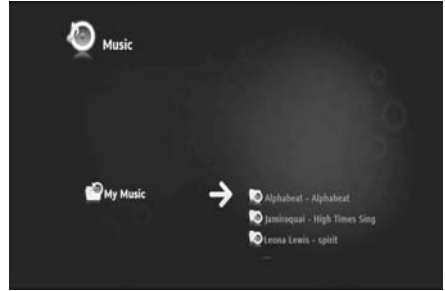 Music
My Music
Alphabeat - Alphabeat
Jamiroquai - High Times Sing
Leona Lewis - spirit